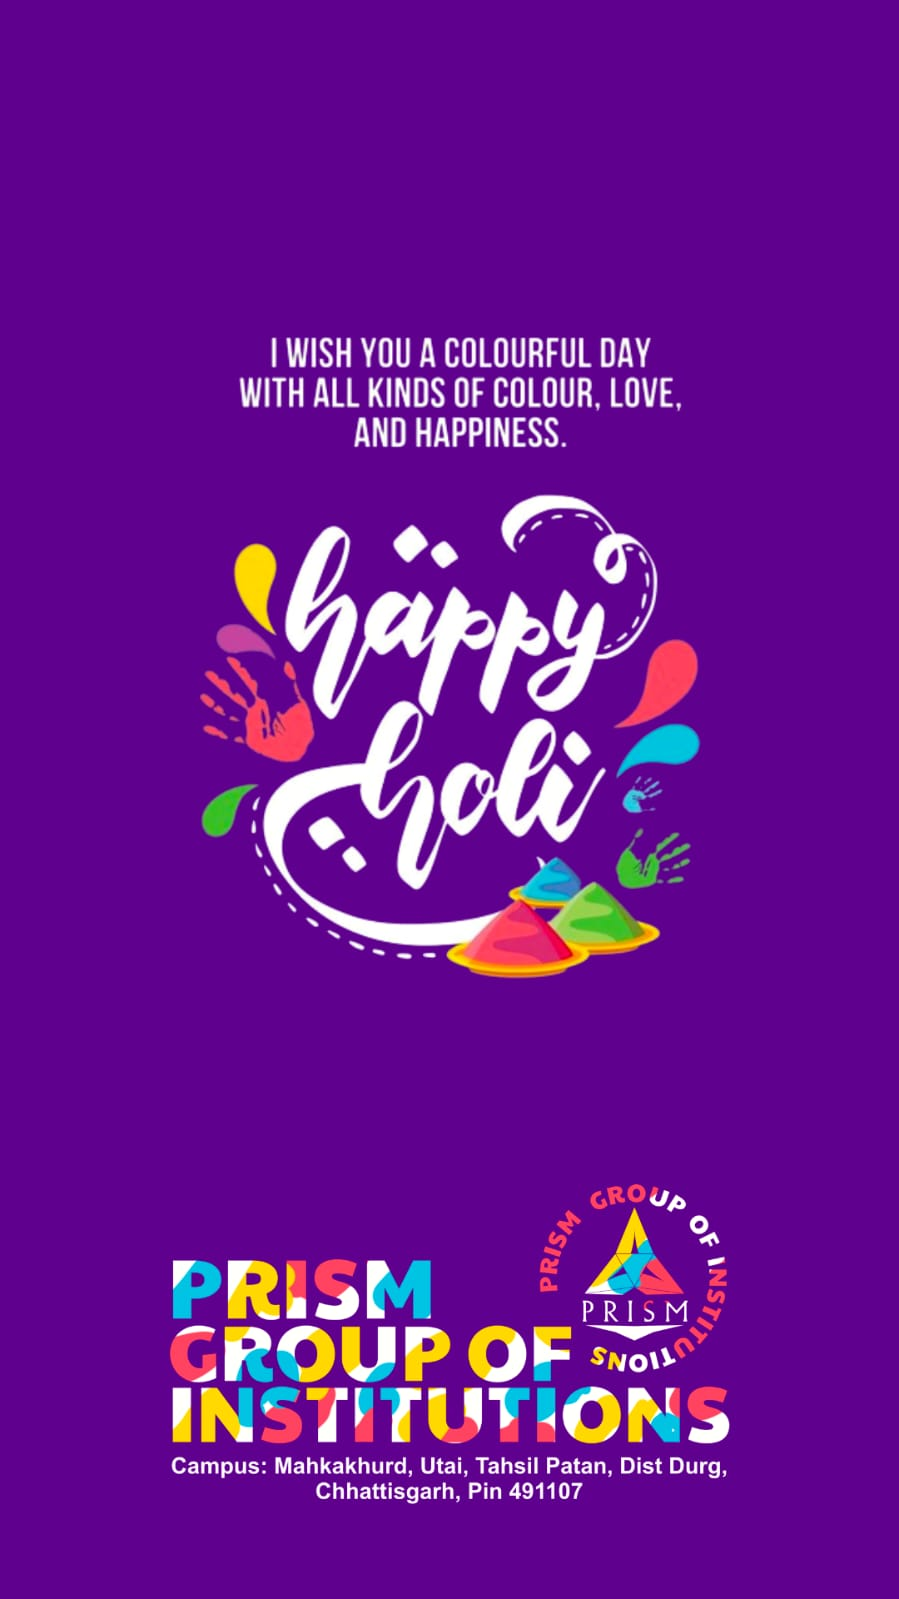 I WISH YOU A COLOURFUL DAY
WITH ALL KINDS OF COLOUR, LOVE,
AND HAPPINESS.
happy
holi
PRISM GROUP OF INSTITUTIONS
PRISM
PRISM
GROUP OF
INSTITUTIONS
Campus: Mahkakhurd, Utai, Tahsil Patan, Dist Durg,
Chhattisgarh, Pin 491107